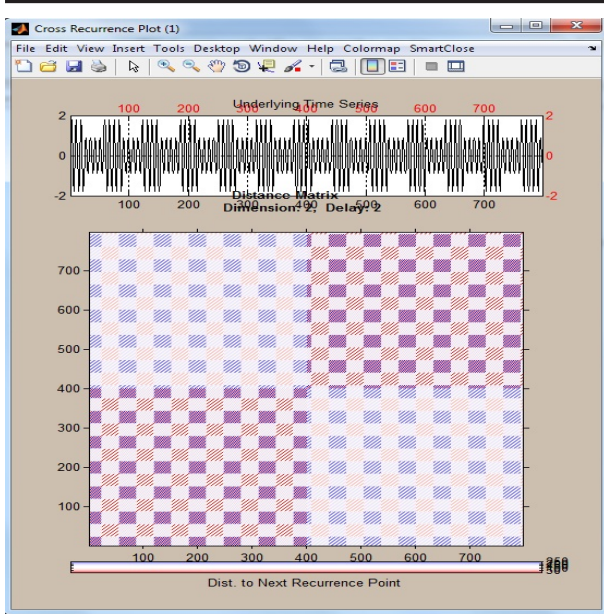 Cross Recurrence Plot (1)
File Edit View Insert Tools Desktop Window Help Colormap SmartClose
Underlying Time Series
100 200 300 400 500 600 700
2 2
0 0
-2 -2
100 200 300 400 500 600 700
Distance Matrix
Dimension: 2, Delay: 2
700
600
500
400
300
200
100
100 200 300 400 500 600 700
Dist. to Next Recurrence Point